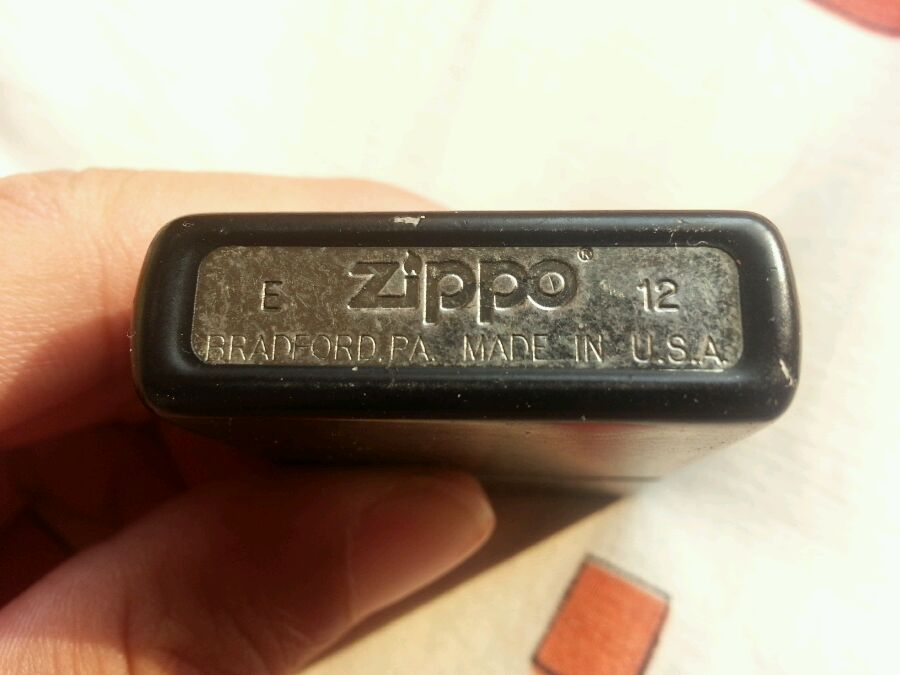 E zippo® 12
BRADFORD, PA. MADE IN U.S.A.